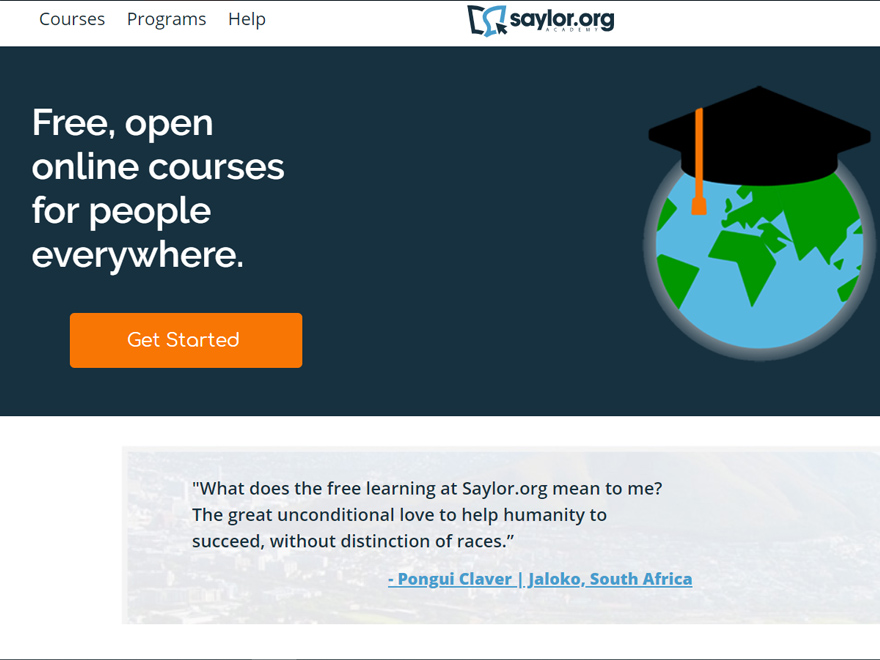 Courses Programs Help
saylor.org
ACADEMY
Free, open
online courses
for people
everywhere.
Get Started
"What does the free learning at Saylor.org mean to me?
The great unconditional love to help humanity to
succeed, without distinction of races.”
- Pongui Claver | Jaloko, South Africa